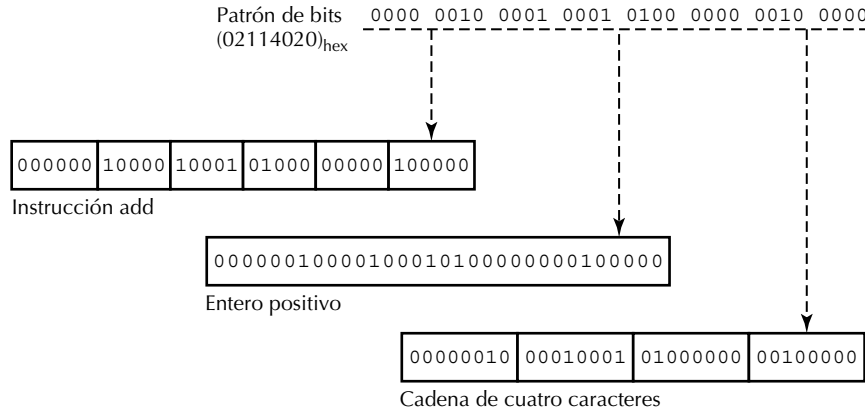 Patrón de bits 0000 0010 0001 0001 0100 0000 0010 0000
(02114020)hex
000000 10000 10001 01000 00000 100000
Instrucción add
00000010000100010100000000100000
Entero positivo
00000010 00010001 01000000 00100000
Cadena de cuatro caracteres